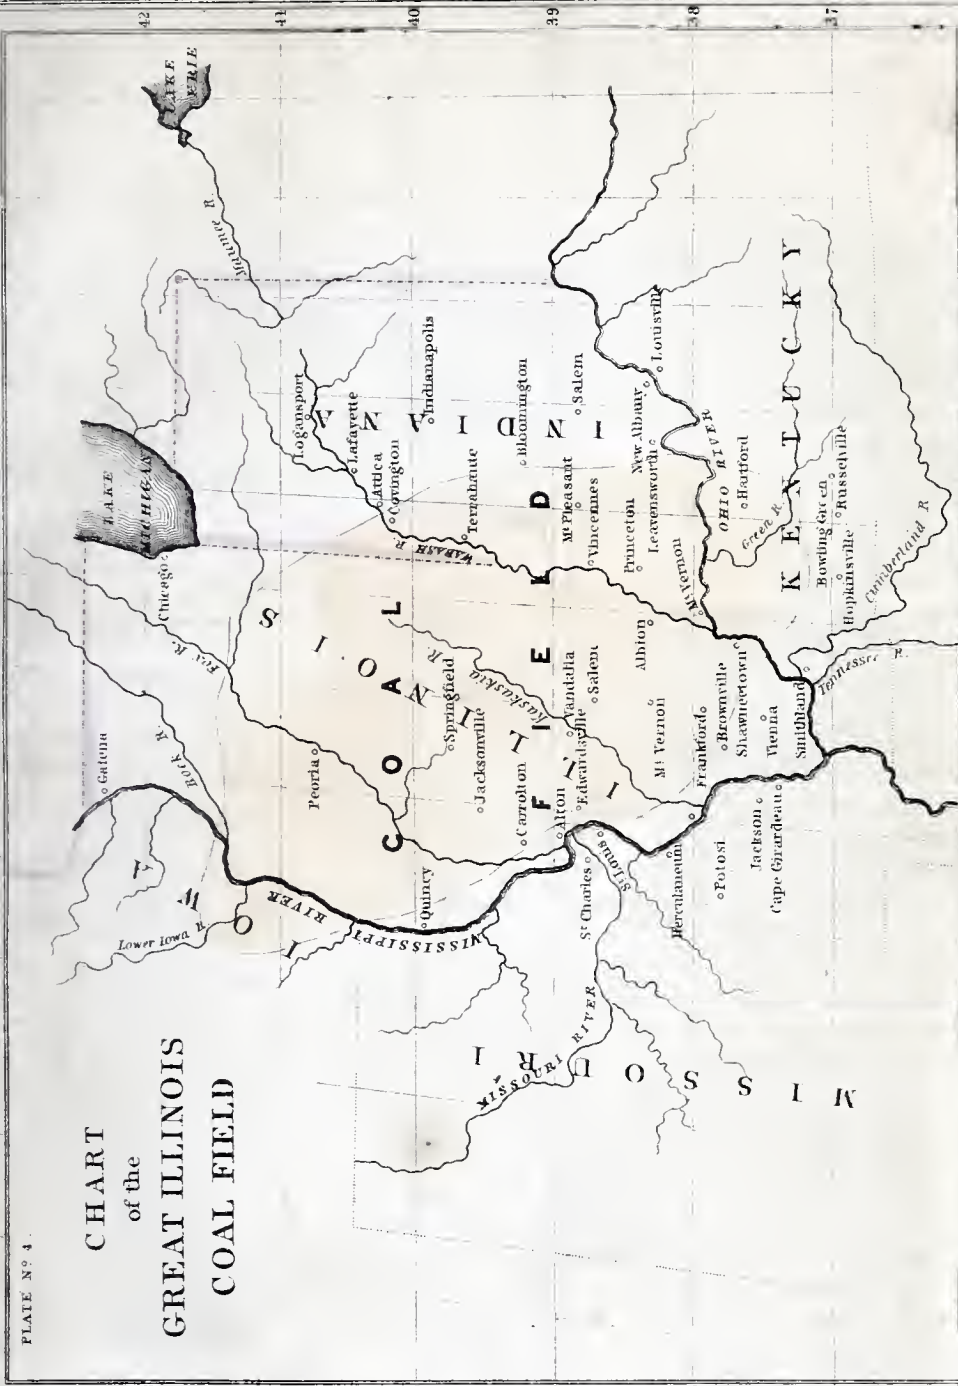 PLATE Nº 4.
CHART
of the
GREAT ILLINOIS
COAL FIELD
42
41
40
39
38
37
LAKE
ERIE
LAKE
MICHIGAN
Maumee R.
Chicago
Fox R.
Rock R.
Galena
IOWA
Lower Iowa R
MISSISSIPPI RIVER
Logansport
Lafayette
Attica
Covington
Indianapolis
INDIANA
Terrahaute
WABASH R
Bloomington
Salem
Mt Pleasant
Vincennes
New Albany
Louisville
Leavensworth
Princeton
OHIO RIVER
Hartford
Green R.
Mt. Vernon
KENTUCKY
Bowling Green
Russelville
Hopkinsville
Cumberland R
Tennessee R.
COAL
FIELD
ILLINOIS
Peoria
Springfield
Jacksonville
Kaskaskia R
Vandalia
Salem
Carrolton
Alton
Edwardsville
Albion
Mt Vernon
Frankford
Brownville
Shawneetown
Vienna
Smithland
Quincy
St Charles
St Louis
Herculaneum
Potosi
Jackson
Cape Girardeau
MISSOURI RIVER
MISSOURI